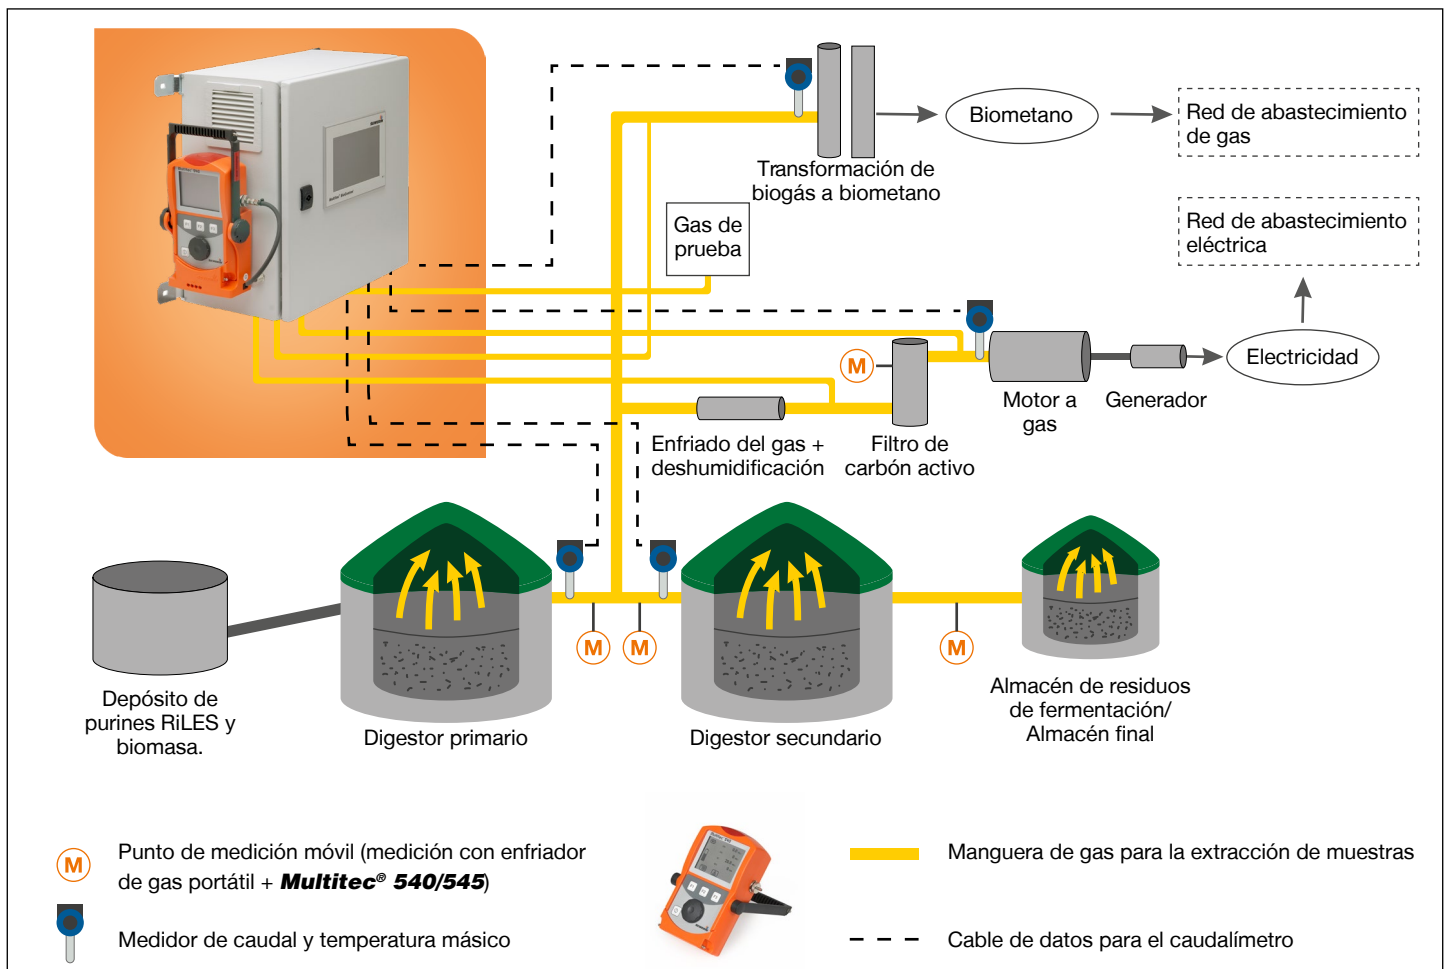 Biometano
Red de abastecimiento
de gas
Transformación de
biogás a biometano
Gas de
prueba
Red de abastecimiento
eléctrica
M
Electricidad
Motor a
gas
Generador
Enfriado del gas +
deshumidificación
Filtro de
carbón activo
M
M
M
Depósito de
purines RiLES y
biomasa.
Digestor primario
Digestor secundario
Almacén de residuos
de fermentación/
Almacén final
M
Punto de medición móvil (medición con enfriador
de gas portátil + Multitec® 540/545)
Medidor de caudal y temperatura másico
Manguera de gas para la extracción de muestras
Cable de datos para el caudalímetro